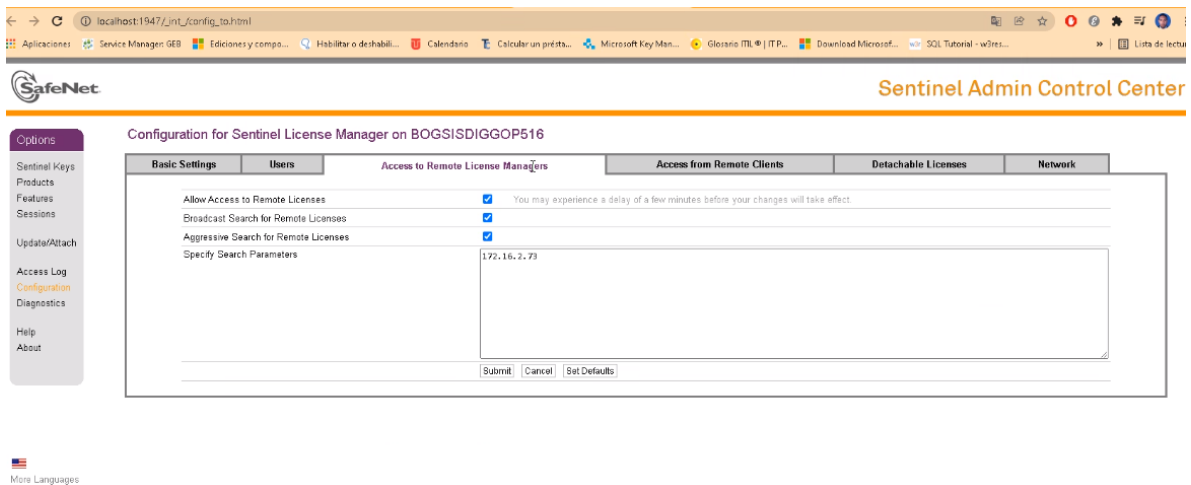 localhost:1947/_int_/config_to.html
Aplicaciones Service Manager: GEB Ediciones y compo... Habilitar o deshabili... Calendario Calcular un présta... Microsoft Key Man... Glosario ITIL ® | IT P... Download Microsof... SQL Tutorial - w3res... » Lista de lectur
SafeNet.
Sentinel Admin Control Center
Options
Sentinel Keys
Products
Features
Sessions
Update/Attach
Access Log
Configuration
Diagnostics
Help
About
Configuration for Sentinel License Manager on BOGSISDIGGOP516
Basic Settings Users Access to Remote License Managers Access from Remote Clients Detachable Licenses Network
Allow Access to Remote Licenses You may experience a delay of a few minutes before your changes will take effect.
Broadcast Search for Remote Licenses
Aggressive Search for Remote Licenses
Specify Search Parameters 172.16.2.73
Submit Cancel Set Defaults
More Languages